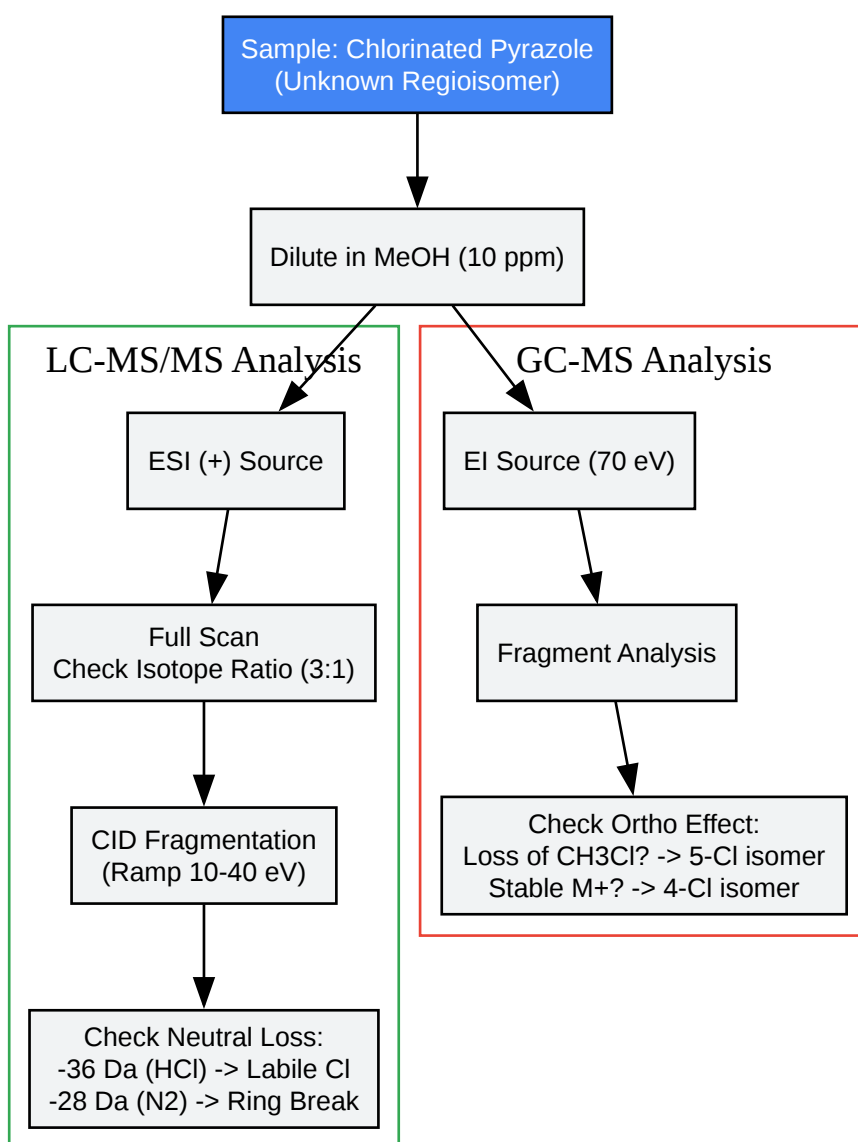 Sample: Chlorinated Pyrazole
(Unknown Regioisomer)
Dilute in MeOH (10 ppm)
LC-MS/MS Analysis
ESI (+) Source
Full Scan
Check Isotope Ratio (3:1)
CID Fragmentation
(Ramp 10-40 eV)
Check Neutral Loss:
-36 Da (HCl) -> Labile Cl
-28 Da (N2) -> Ring Break
GC-MS Analysis
EI Source (70 eV)
Fragment Analysis
Check Ortho Effect:
Loss of CH3Cl? -> 5-Cl isomer
Stable M+? -> 4-Cl isomer